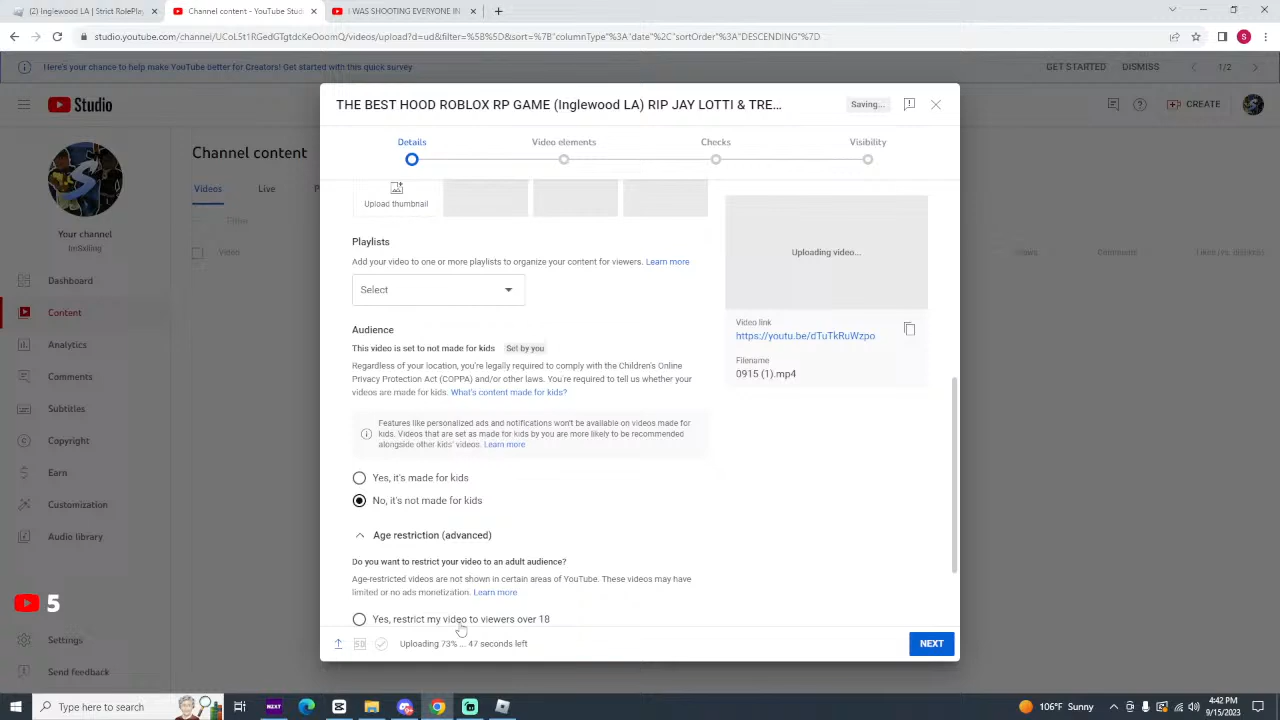 (2) Inglewood LA | Strict RolePlay
Channel content - YouTube Studio
I WAS SHOOTING EVERYONE IN
studio.youtube.com/channel/UCoL5t1RGedGTgtdcKeOoomQ/videos/upload?d=ud&filter=%5B%5D&sort=%7B"columnType"%3A"date"%2C"sortOrder"%3A"DESCENDING"%7D
S
Here's your chance to help make YouTube better for Creators! Get started with this quick survey
GET STARTED
DISMISS
1/2
Studio
CREATE
THE BEST HOOD ROBLOX RP GAME (Inglewood LA) RIP JAY LOTTI & TRE...
Saving...
Details
Video elements
Checks
Visibility
Channel content
Videos
Live
Filter
Video
Views
Comments
Likes (vs. dislikes)
Your channel
ImSxiling
Dashboard
Content
Analytics
Comments
Subtitles
Copyright
Earn
Customization
Audio library
5
Settings
Send feedback
Upload thumbnail
Playlists
Add your video to one or more playlists to organize your content for viewers. Learn more
Select
Audience
This video is set to not made for kids Set by you
Regardless of your location, you're legally required to comply with the Children's Online
Privacy Protection Act (COPPA) and/or other laws. You're required to tell us whether your
videos are made for kids. What's content made for kids?
Features like personalized ads and notifications won't be available on videos made for
kids. Videos that are set as made for kids by you are more likely to be recommended
alongside other kids' videos. Learn more
Yes, it's made for kids
No, it's not made for kids
Age restriction (advanced)
Do you want to restrict your video to an adult audience?
Age-restricted videos are not shown in certain areas of YouTube. These videos may have
limited or no ads monetization. Learn more
Yes, restrict my video to viewers over 18
Uploading video...
Video link
https://youtu.be/dTuTkRuWzpo
Filename
0915 (1).mp4
SD
Uploading 73% ... 47 seconds left
NEXT
Type here to search
NEXT
106°F Sunny
4:42 PM
9/15/2023